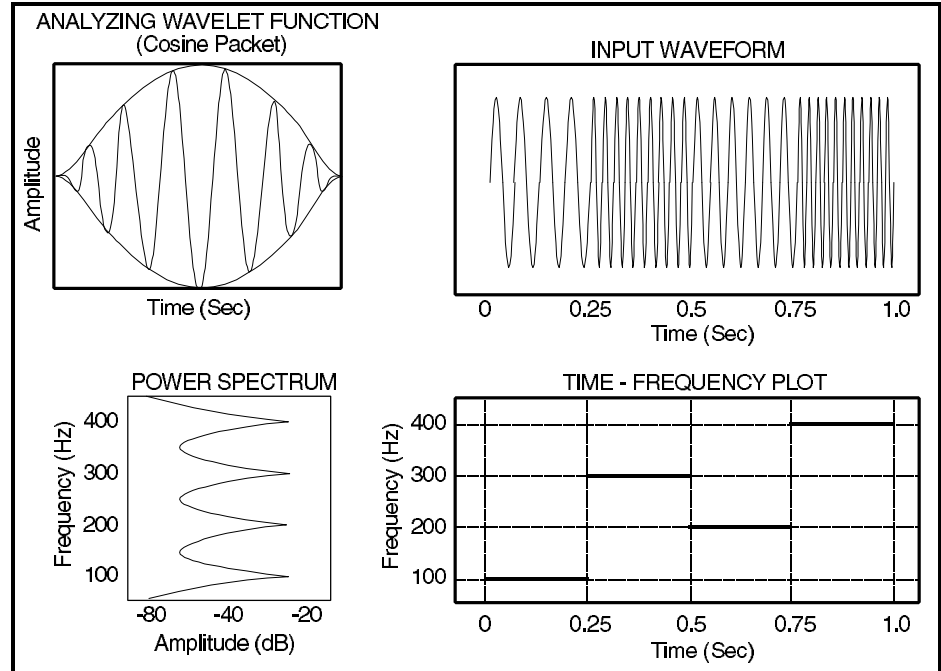 ANALYZING WAVELET FUNCTION
(Cosine Packet)
Amplitude
Time (Sec)
INPUT WAVEFORM
0 0.25 0.5 0.75 1.0
Time (Sec)
POWER SPECTRUM
Frequency (Hz)
400
300
200
100
-80 -40 -20
Amplitude (dB)
TIME - FREQUENCY PLOT
Frequency (Hz)
400
300
200
100
0 0.25 0.5 0.75 1.0
Time (Sec)